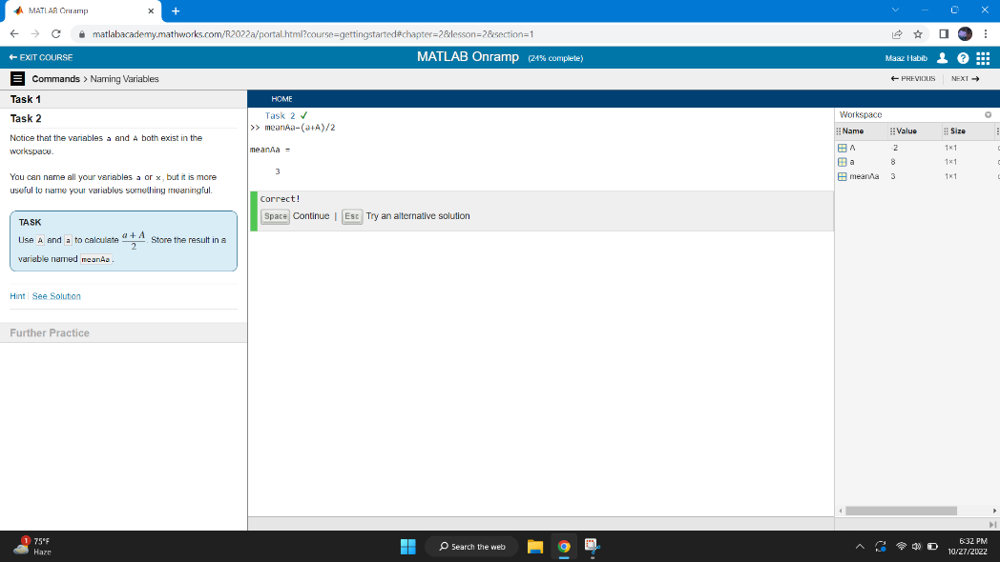 MATLAB Onramp
matlabacademy.mathworks.com/R2022a/portal.html?course=gettingstarted#chapter=2&lesson=2&section=1
EXIT COURSE
MATLAB Onramp (24% complete)
Maaz Habib
Commands > Naming Variables
PREVIOUS
NEXT
Task 1
Task 2
Notice that the variables a and A both exist in the
workspace.
You can name all your variables a or x, but it is more
useful to name your variables something meaningful.
TASK
Use A and a to calculate a + A / 2. Store the result in a
variable named meanAa.
Hint | See Solution
Further Practice
HOME
Task 2 ✓
>> meanAa=(a+A)/2
meanAa =
3
Correct!
Space Continue | Esc Try an alternative solution
Workspace
Name Value Size
A -2 1×1
a 8 1×1
meanAa 3 1×1
1
75°F
Haze
Search the web
6:32 PM
10/27/2022